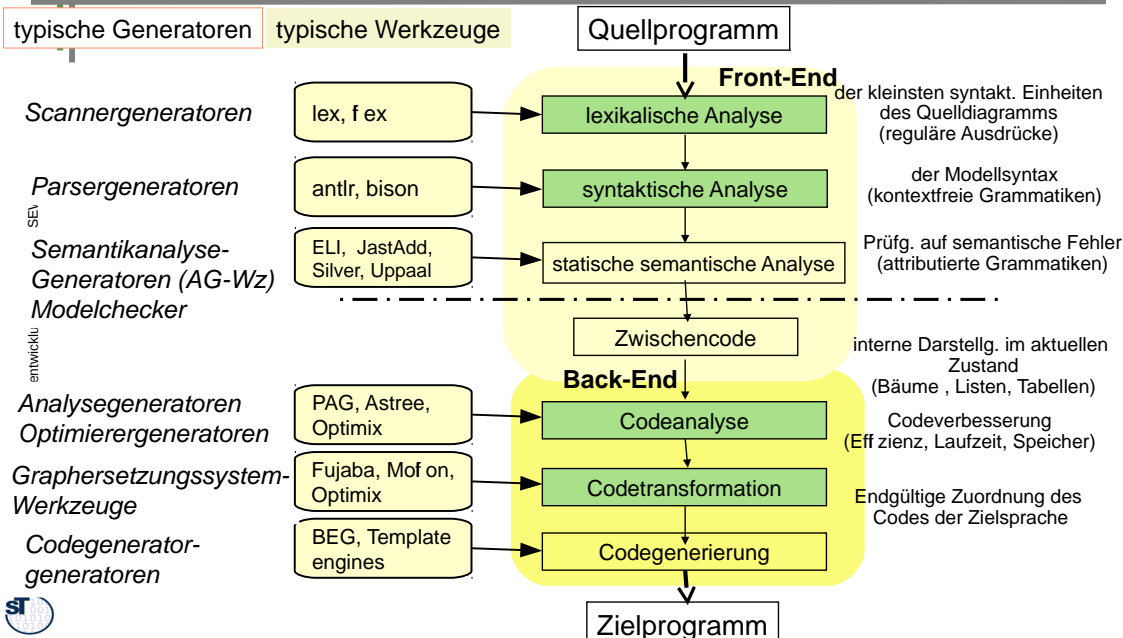 typische Generatoren
typische Werkzeuge
Quellprogramm
Front-End
Scannergeneratoren
lex, f ex
lexikalische Analyse
der kleinsten syntakt. Einheiten
des Quelldiagramms
(reguläre Ausdrücke)
Parsergeneratoren
antlr, bison
syntaktische Analyse
der Modellsyntax
(kontextfreie Grammatiken)
SEW
Semantikanalyse-
Generatoren (AG-Wz)
Modelchecker
ELI, JastAdd,
Silver, Uppaal
statische semantische Analyse
Prüfg. auf semantische Fehler
(attributierte Grammatiken)
Zwischencode
interne Darstellg. im aktuellen
Zustand
(Bäume , Listen, Tabellen)
entwicklu
Back-End
Analysegeneratoren
Optimierergeneratoren
PAG, Astree,
Optimix
Codeanalyse
Codeverbesserung
(Eff zienz, Laufzeit, Speicher)
Graphersetzungssystem-
Werkzeuge
Fujaba, Mof on,
Optimix
Codetransformation
Endgültige Zuordnung des
Codes der Zielsprache
Codegenerator-
generatoren
BEG, Template
engines
Codegenerierung
ST
Zielprogramm